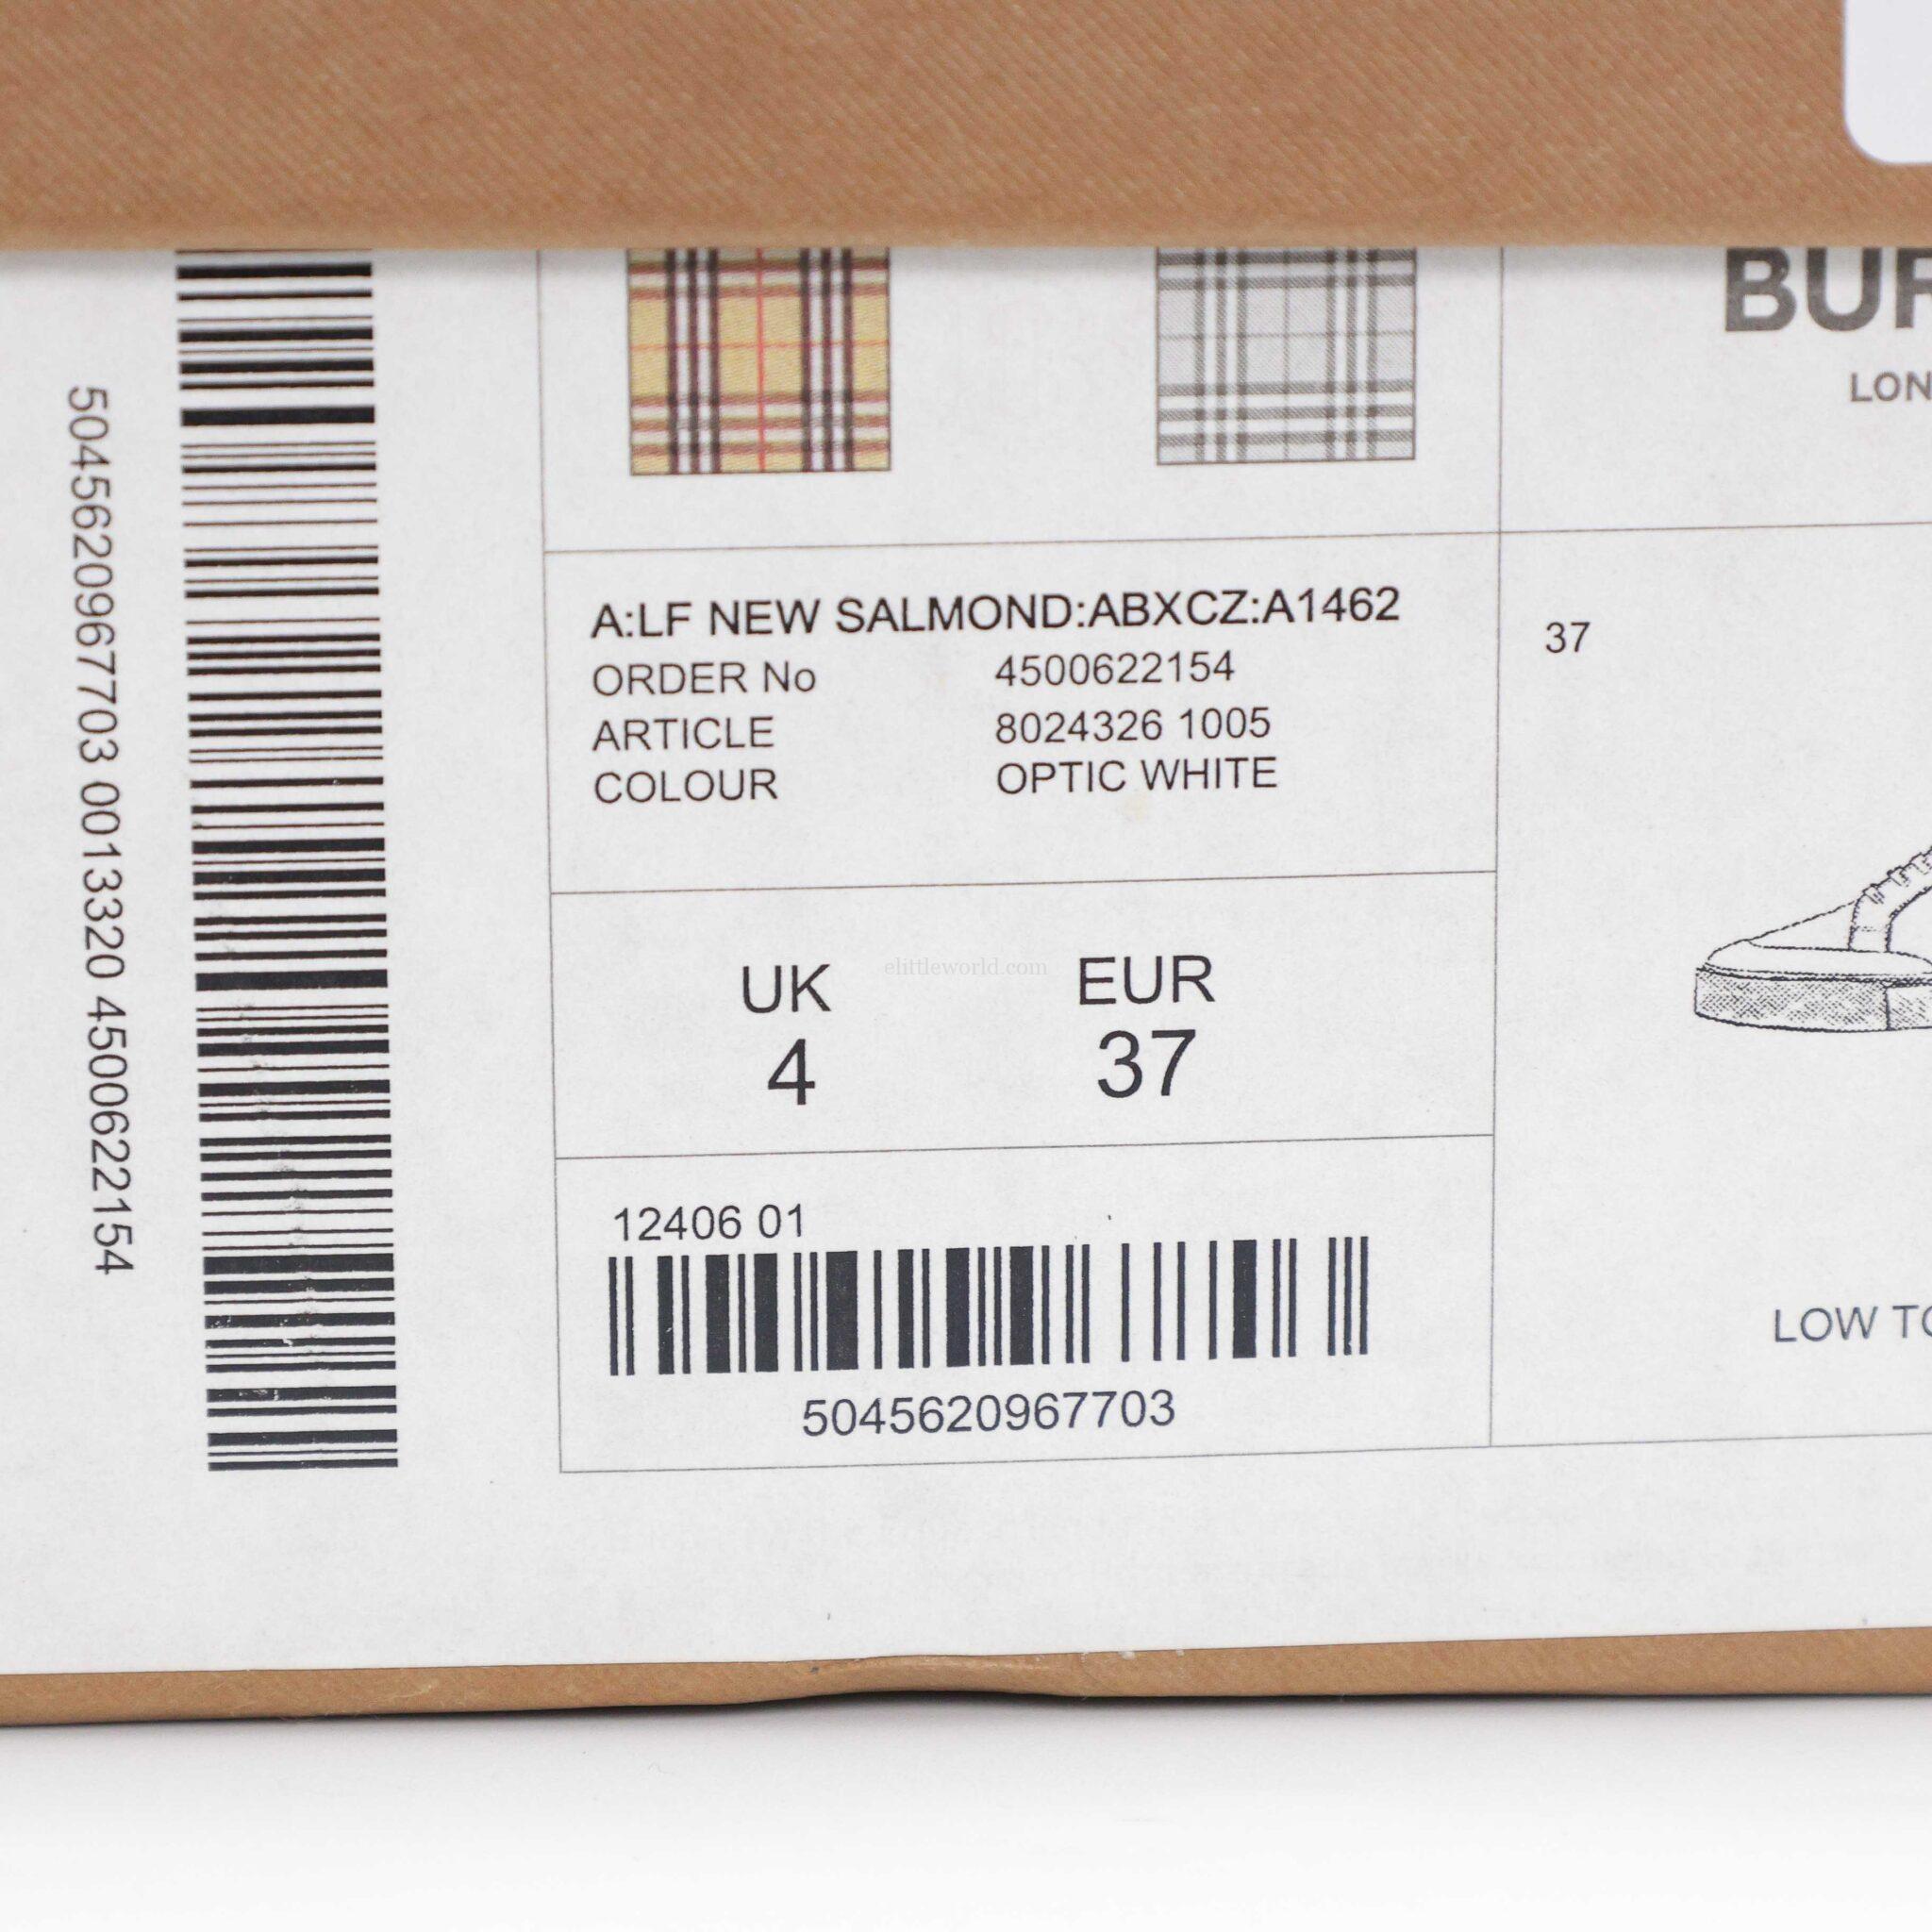 5045620967703 0013320 4500622154
BUR
LON
A:LF NEW SALMOND:ABXCZ:A1462
ORDER No 4500622154
ARTICLE 8024326 1005
COLOUR OPTIC WHITE
37
UK EUR
4 37
elittleworld.com
12406 01
5045620967703
LOW TO